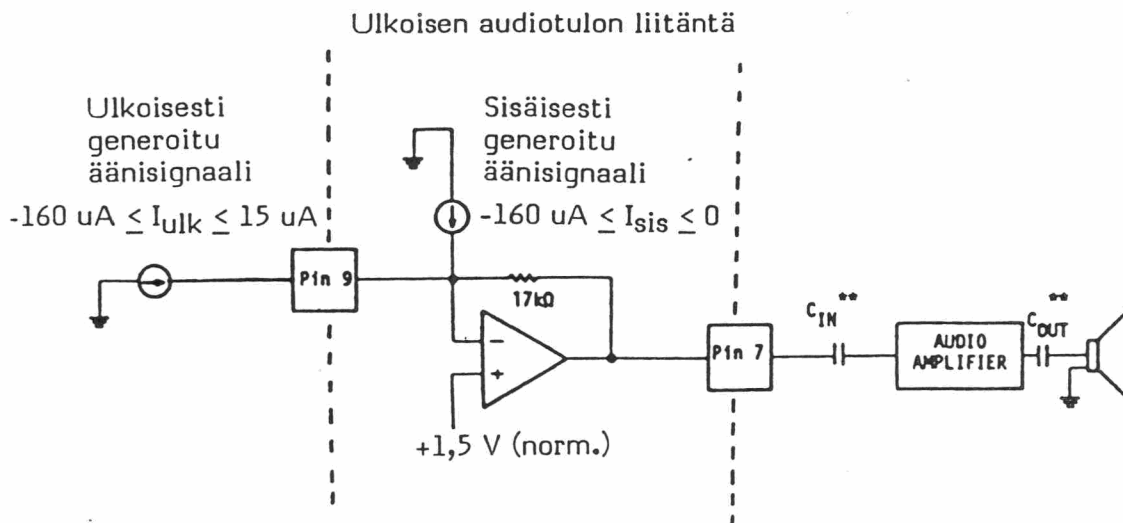 Ulkoisen audiotulon liitäntä
Ulkoisesti
generoitu
äänisignaali
-160 uA ≤ Iulk ≤ 15 uA
Sisäisesti
generoitu
äänisignaali
-160 uA ≤ Isis ≤ 0
Pin 9
17kΩ
−
+
+1,5 V (norm.)
Pin 7
CIN**
AUDIO
AMPLIFIER
COUT**